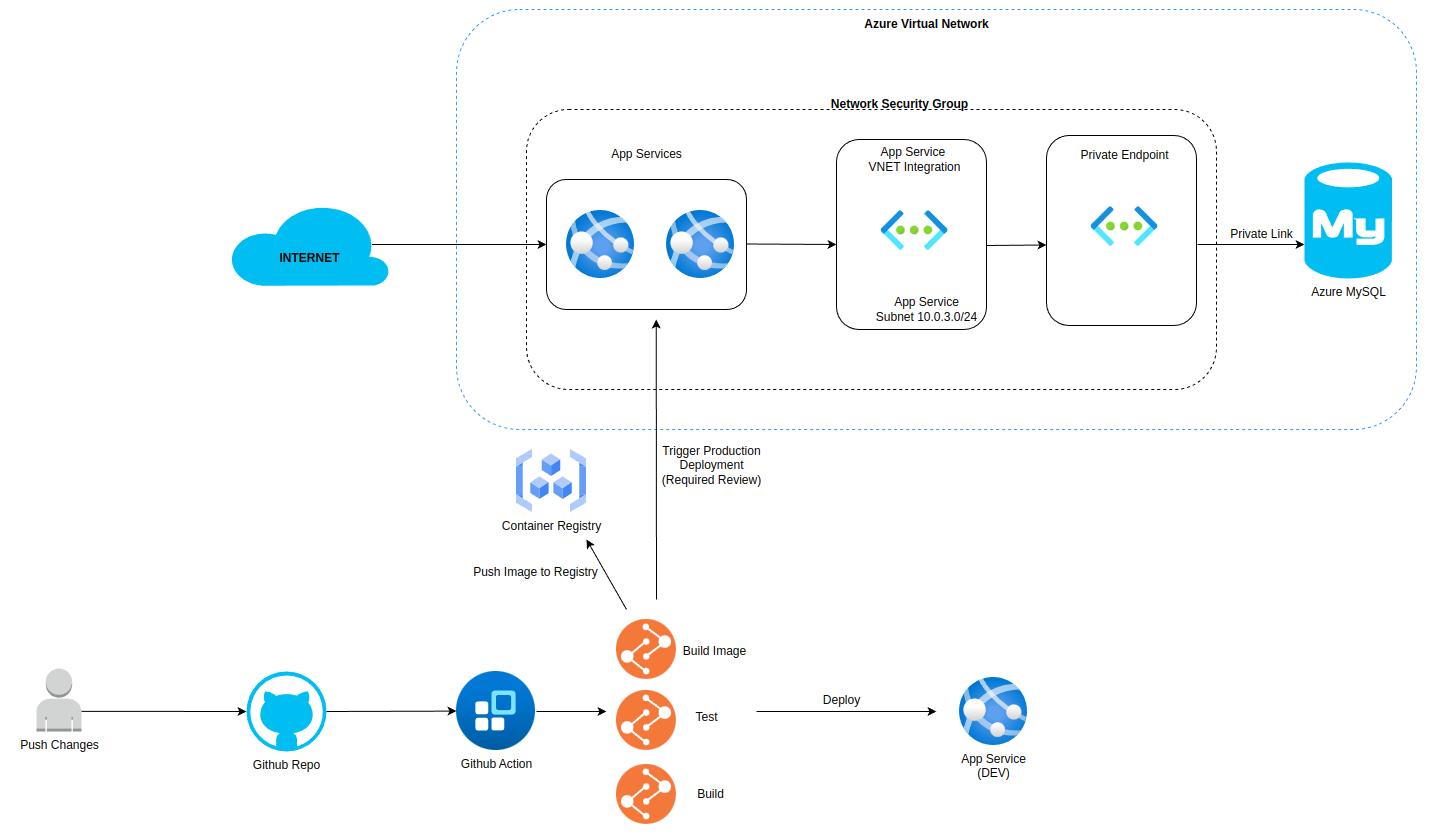 Azure Virtual Network
Network Security Group
App Services
App Service
VNET Integration
App Service
Subnet 10.0.3.0/24
Private Endpoint
Private Link
My
Azure MySQL
INTERNET
Trigger Production
Deployment
(Required Review)
Container Registry
Push Image to Registry
Build Image
Test
Build
Deploy
App Service
(DEV)
Push Changes
Github Repo
Github Action